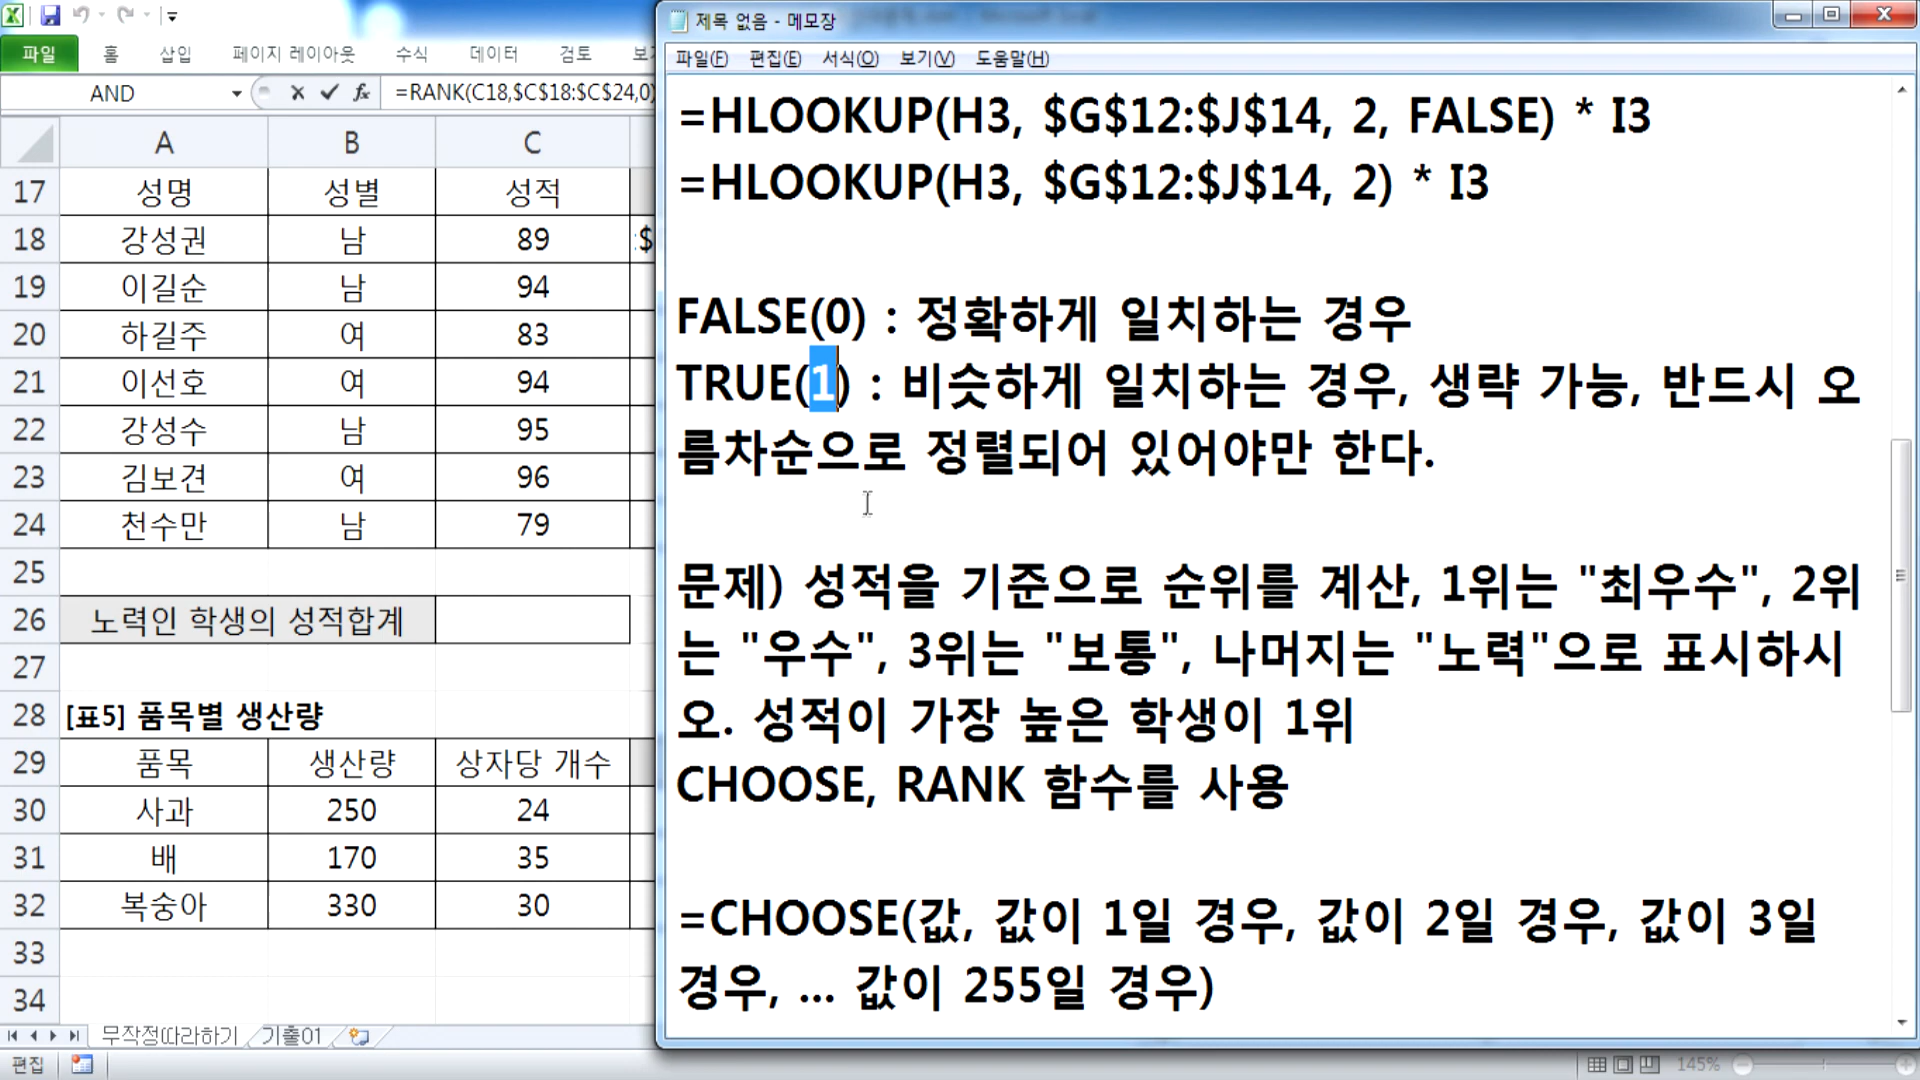 제목 없음 - 메모장
파일 홈 삽입 페이지 레이아웃 수식 데이터 검토
파일(F) 편집(E) 서식(O) 보기(V) 도움말(H)
AND =RANK(C18,$C$18:$C$24,0)
A B C
17 성명 성별 성적
18 강성권 남 89 :$
19 이길순 남 94
20 하길주 여 83
21 이선호 여 94
22 강성수 남 95
23 김보견 여 96
24 천수만 남 79
25
26 노력인 학생의 성적합계
27
28 [표5] 품목별 생산량
29 품목 생산량 상자당 개수
30 사과 250 24
31 배 170 35
32 복숭아 330 30
33
34
무작정따라하기 기출01
편집
=HLOOKUP(H3, $G$12:$J$14, 2, FALSE) * I3
=HLOOKUP(H3, $G$12:$J$14, 2) * I3
FALSE(0) : 정확하게 일치하는 경우
TRUE(1) : 비슷하게 일치하는 경우, 생략 가능, 반드시 오
름차순으로 정렬되어 있어야만 한다.
문제) 성적을 기준으로 순위를 계산, 1위는 "최우수", 2위
는 "우수", 3위는 "보통", 나머지는 "노력"으로 표시하시
오. 성적이 가장 높은 학생이 1위
CHOOSE, RANK 함수를 사용
=CHOOSE(값, 값이 1일 경우, 값이 2일 경우, 값이 3일
경우, ... 값이 255일 경우)
145%